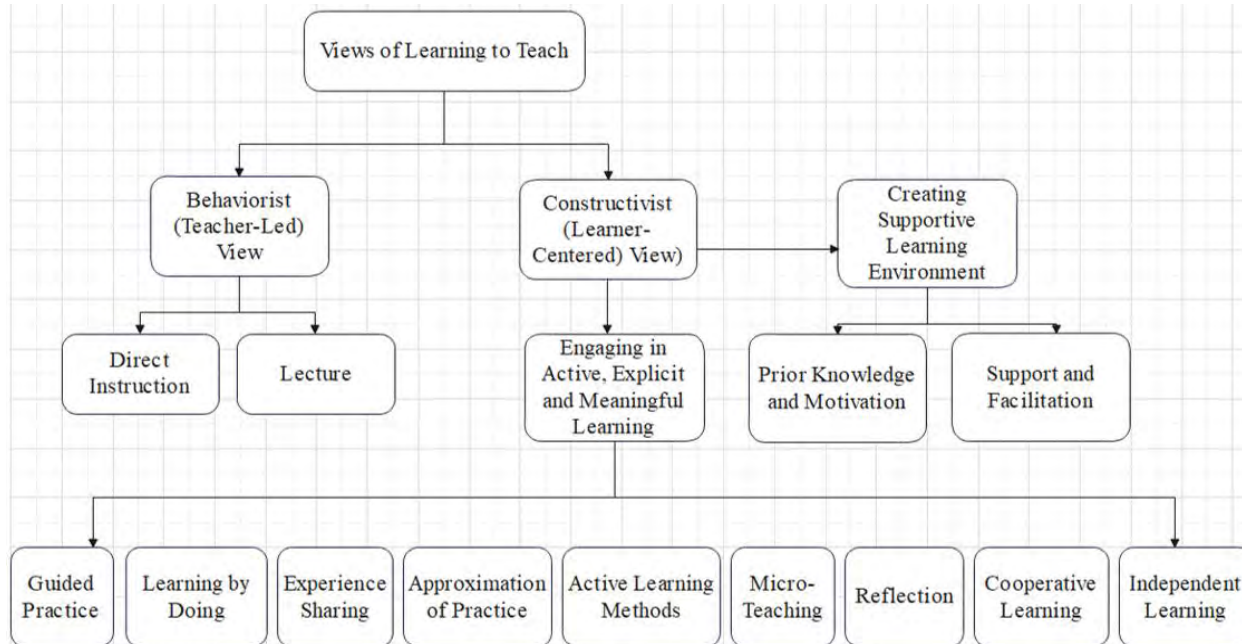 Views of Learning to Teach
Behaviorist
(Teacher-Led)
View
Constructivist
(Learner-
Centered) View)
Creating
Supportive
Learning
Environment
Direct
Instruction
Lecture
Engaging in
Active, Explicit
and Meaningful
Learning
Prior Knowledge
and Motivation
Support and
Facilitation
Guided
Practice
Learning by
Doing
Experience
Sharing
Approximation
of Practice
Active Learning
Methods
Micro-
Teaching
Reflection
Cooperative
Learning
Independent
Learning